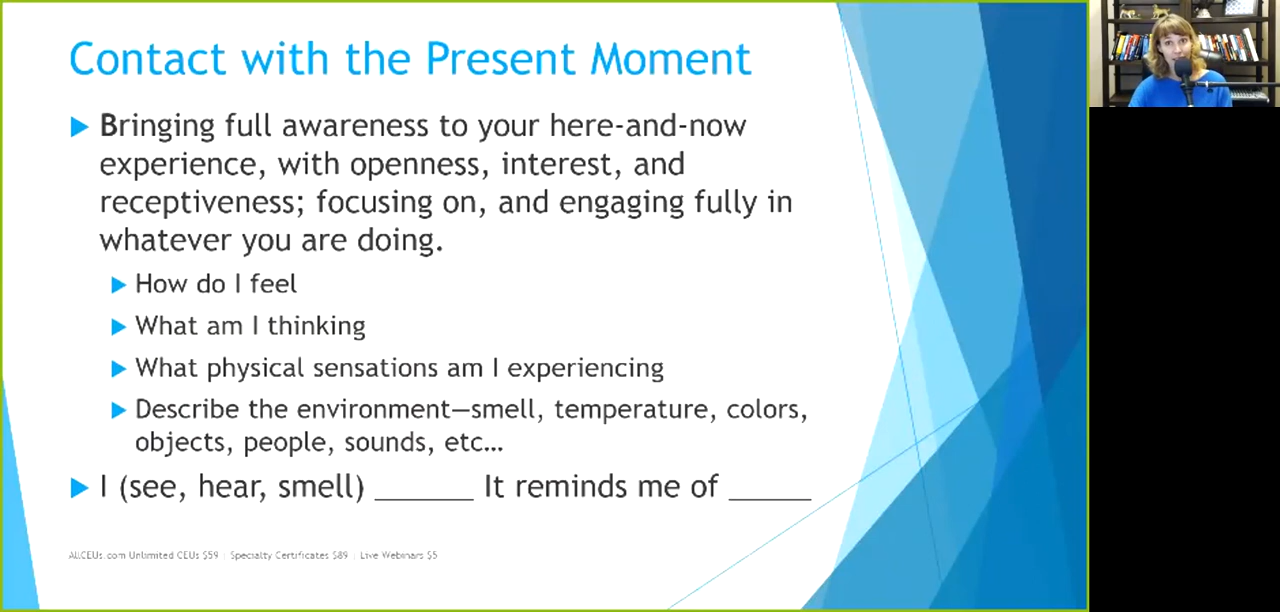 Contact with the Present Moment
Bringing full awareness to your here-and-now
experience, with openness, interest, and
receptiveness; focusing on, and engaging fully in
whatever you are doing.
How do I feel
What am I thinking
What physical sensations am I experiencing
Describe the environment—smell, temperature, colors,
objects, people, sounds, etc…
I (see, hear, smell) ______ It reminds me of _____
AllCEUs.com Unlimited CEUs $59 | Specialty Certificates $89 | Live Webinars $5